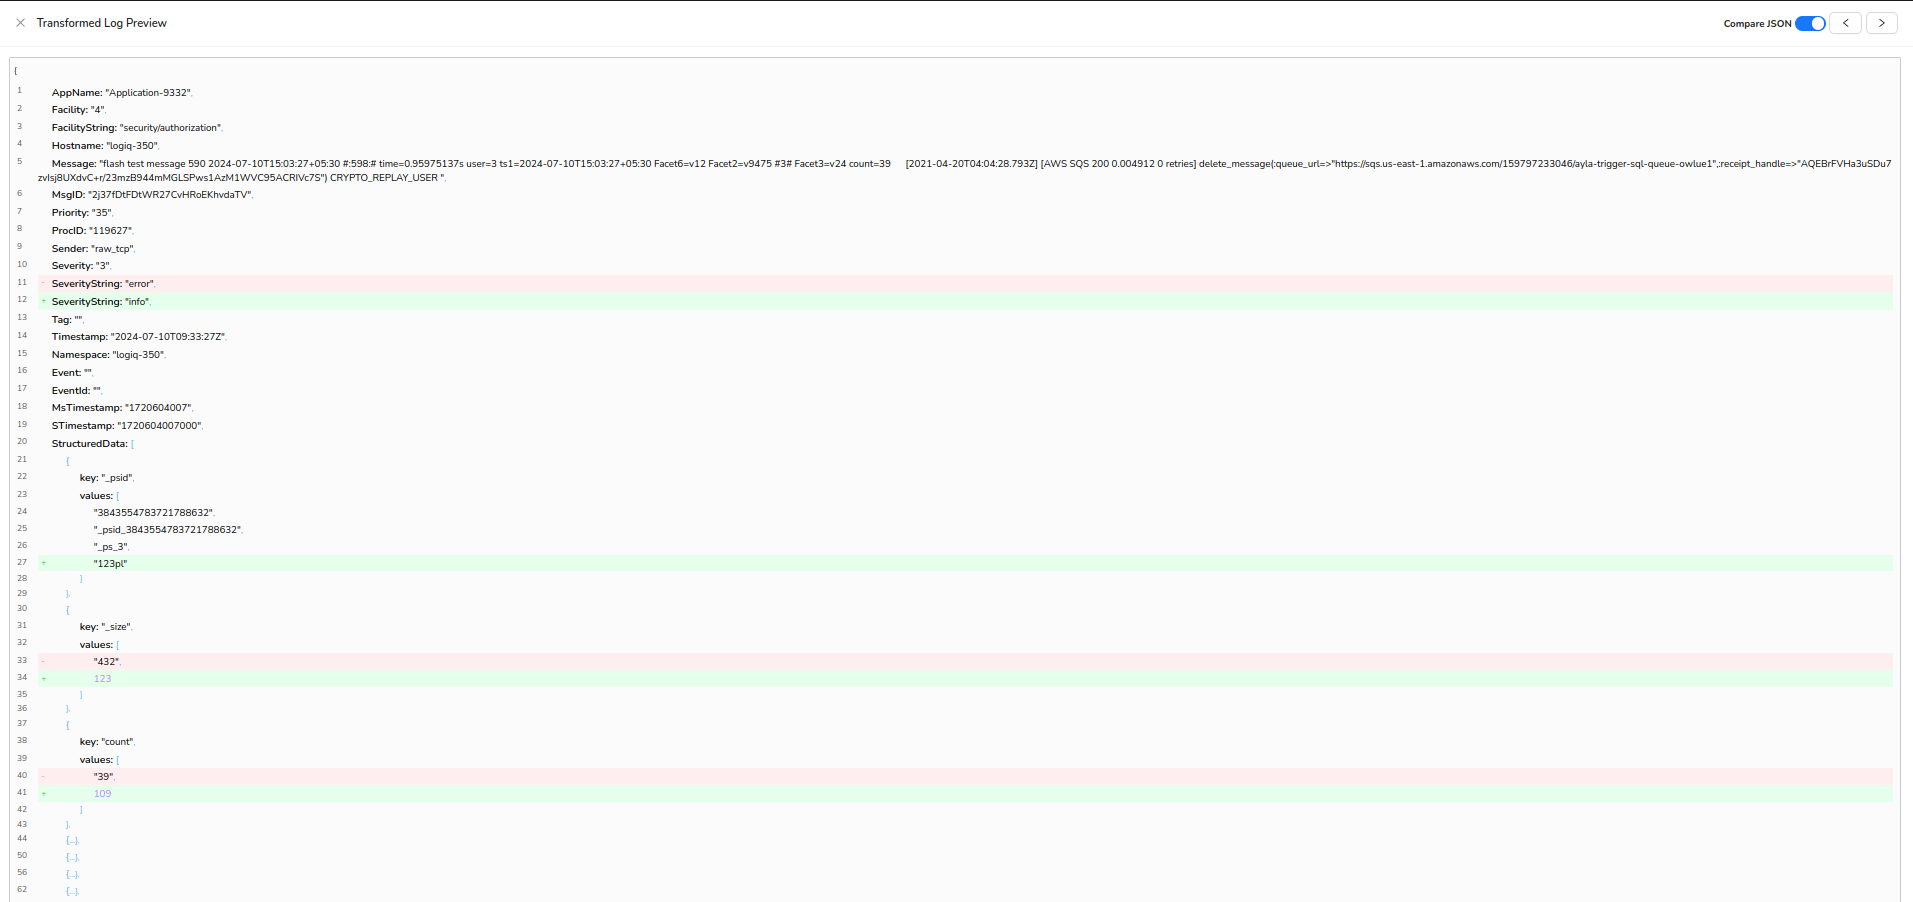 Transformed Log Preview
Compare JSON
{
1 AppName: "Application-9332",
2 Facility: "4",
3 FacilityString: "security/authorization",
4 Hostname: "logiq-350",
5 Message: "flash test message 590 2024-07-10T15:03:27+05:30 #:598:# time=0.95975137s user=3 ts1=2024-07-10T15:03:27+05:30 Facet6=v12 Facet2=v9475 #3# Facet3=v24 count=39 [2021-04-20T04:04:28.793Z] [AWS SQS 200 0.004912 0 retries] delete_message(:queue_url=>"https://sqs.us-east-1.amazonaws.com/159797233046/ayla-trigger-sql-queue-owlue1",:receipt_handle=>"AQEBrFVHa3uSDu7
zvIsj8UXdvC+r/23mzB944mMGLSPws1AzM1WVC95ACRIVc7S") CRYPTO_REPLAY_USER ",
6 MsgID: "2j37fDtFDtWR27CvHRoEKhvdaTV",
7 Priority: "35",
8 ProcID: "119627",
9 Sender: "raw_tcp",
10 Severity: "3",
11 - SeverityString: "error",
12 + SeverityString: "info",
13 Tag: "",
14 Timestamp: "2024-07-10T09:33:27Z",
15 Namespace: "logiq-350",
16 Event: "",
17 EventId: "",
18 MsTimestamp: "1720604007",
19 STimestamp: "1720604007000",
20 StructuredData: [
21 {
22 key: "_psid",
23 values: [
24 "3843554783721788632",
25 "_psid_3843554783721788632",
26 "_ps_3",
27 + "123pl"
28 ]
29 },
30 {
31 key: "_size",
32 values: [
33 - "432",
34 + 123
35 ]
36 },
37 {
38 key: "count",
39 values: [
40 - "39",
41 + 109
42 ]
43 },
44 {...},
50 {...},
56 {...},
62 {...},